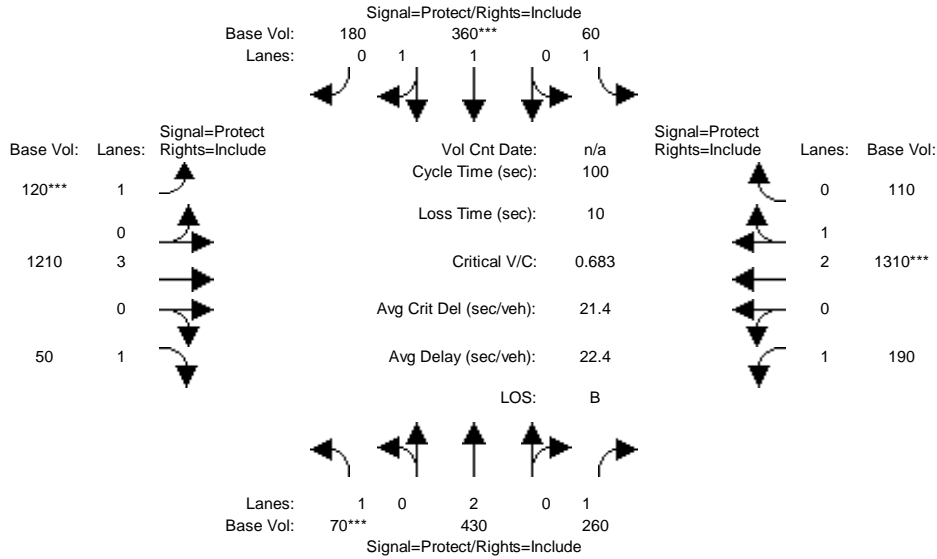 Signal=Protect/Rights=Include
Base Vol: 180 360*** 60
Lanes: 0 1 1 0 1
Signal=Protect
Base Vol: Lanes: Rights=Include
Vol Cnt Date: n/a
Signal=Protect
Rights=Include Lanes: Base Vol:
Cycle Time (sec): 100
120*** 1
0 110
Loss Time (sec): 10
0
1
1210 3
Critical V/C: 0.683
2 1310***
0
Avg Crit Del (sec/veh): 21.4
0
50 1
Avg Delay (sec/veh): 22.4
1 190
LOS: B
Lanes: 1 0 2 0 1
Base Vol: 70*** 430 260
Signal=Protect/Rights=Include